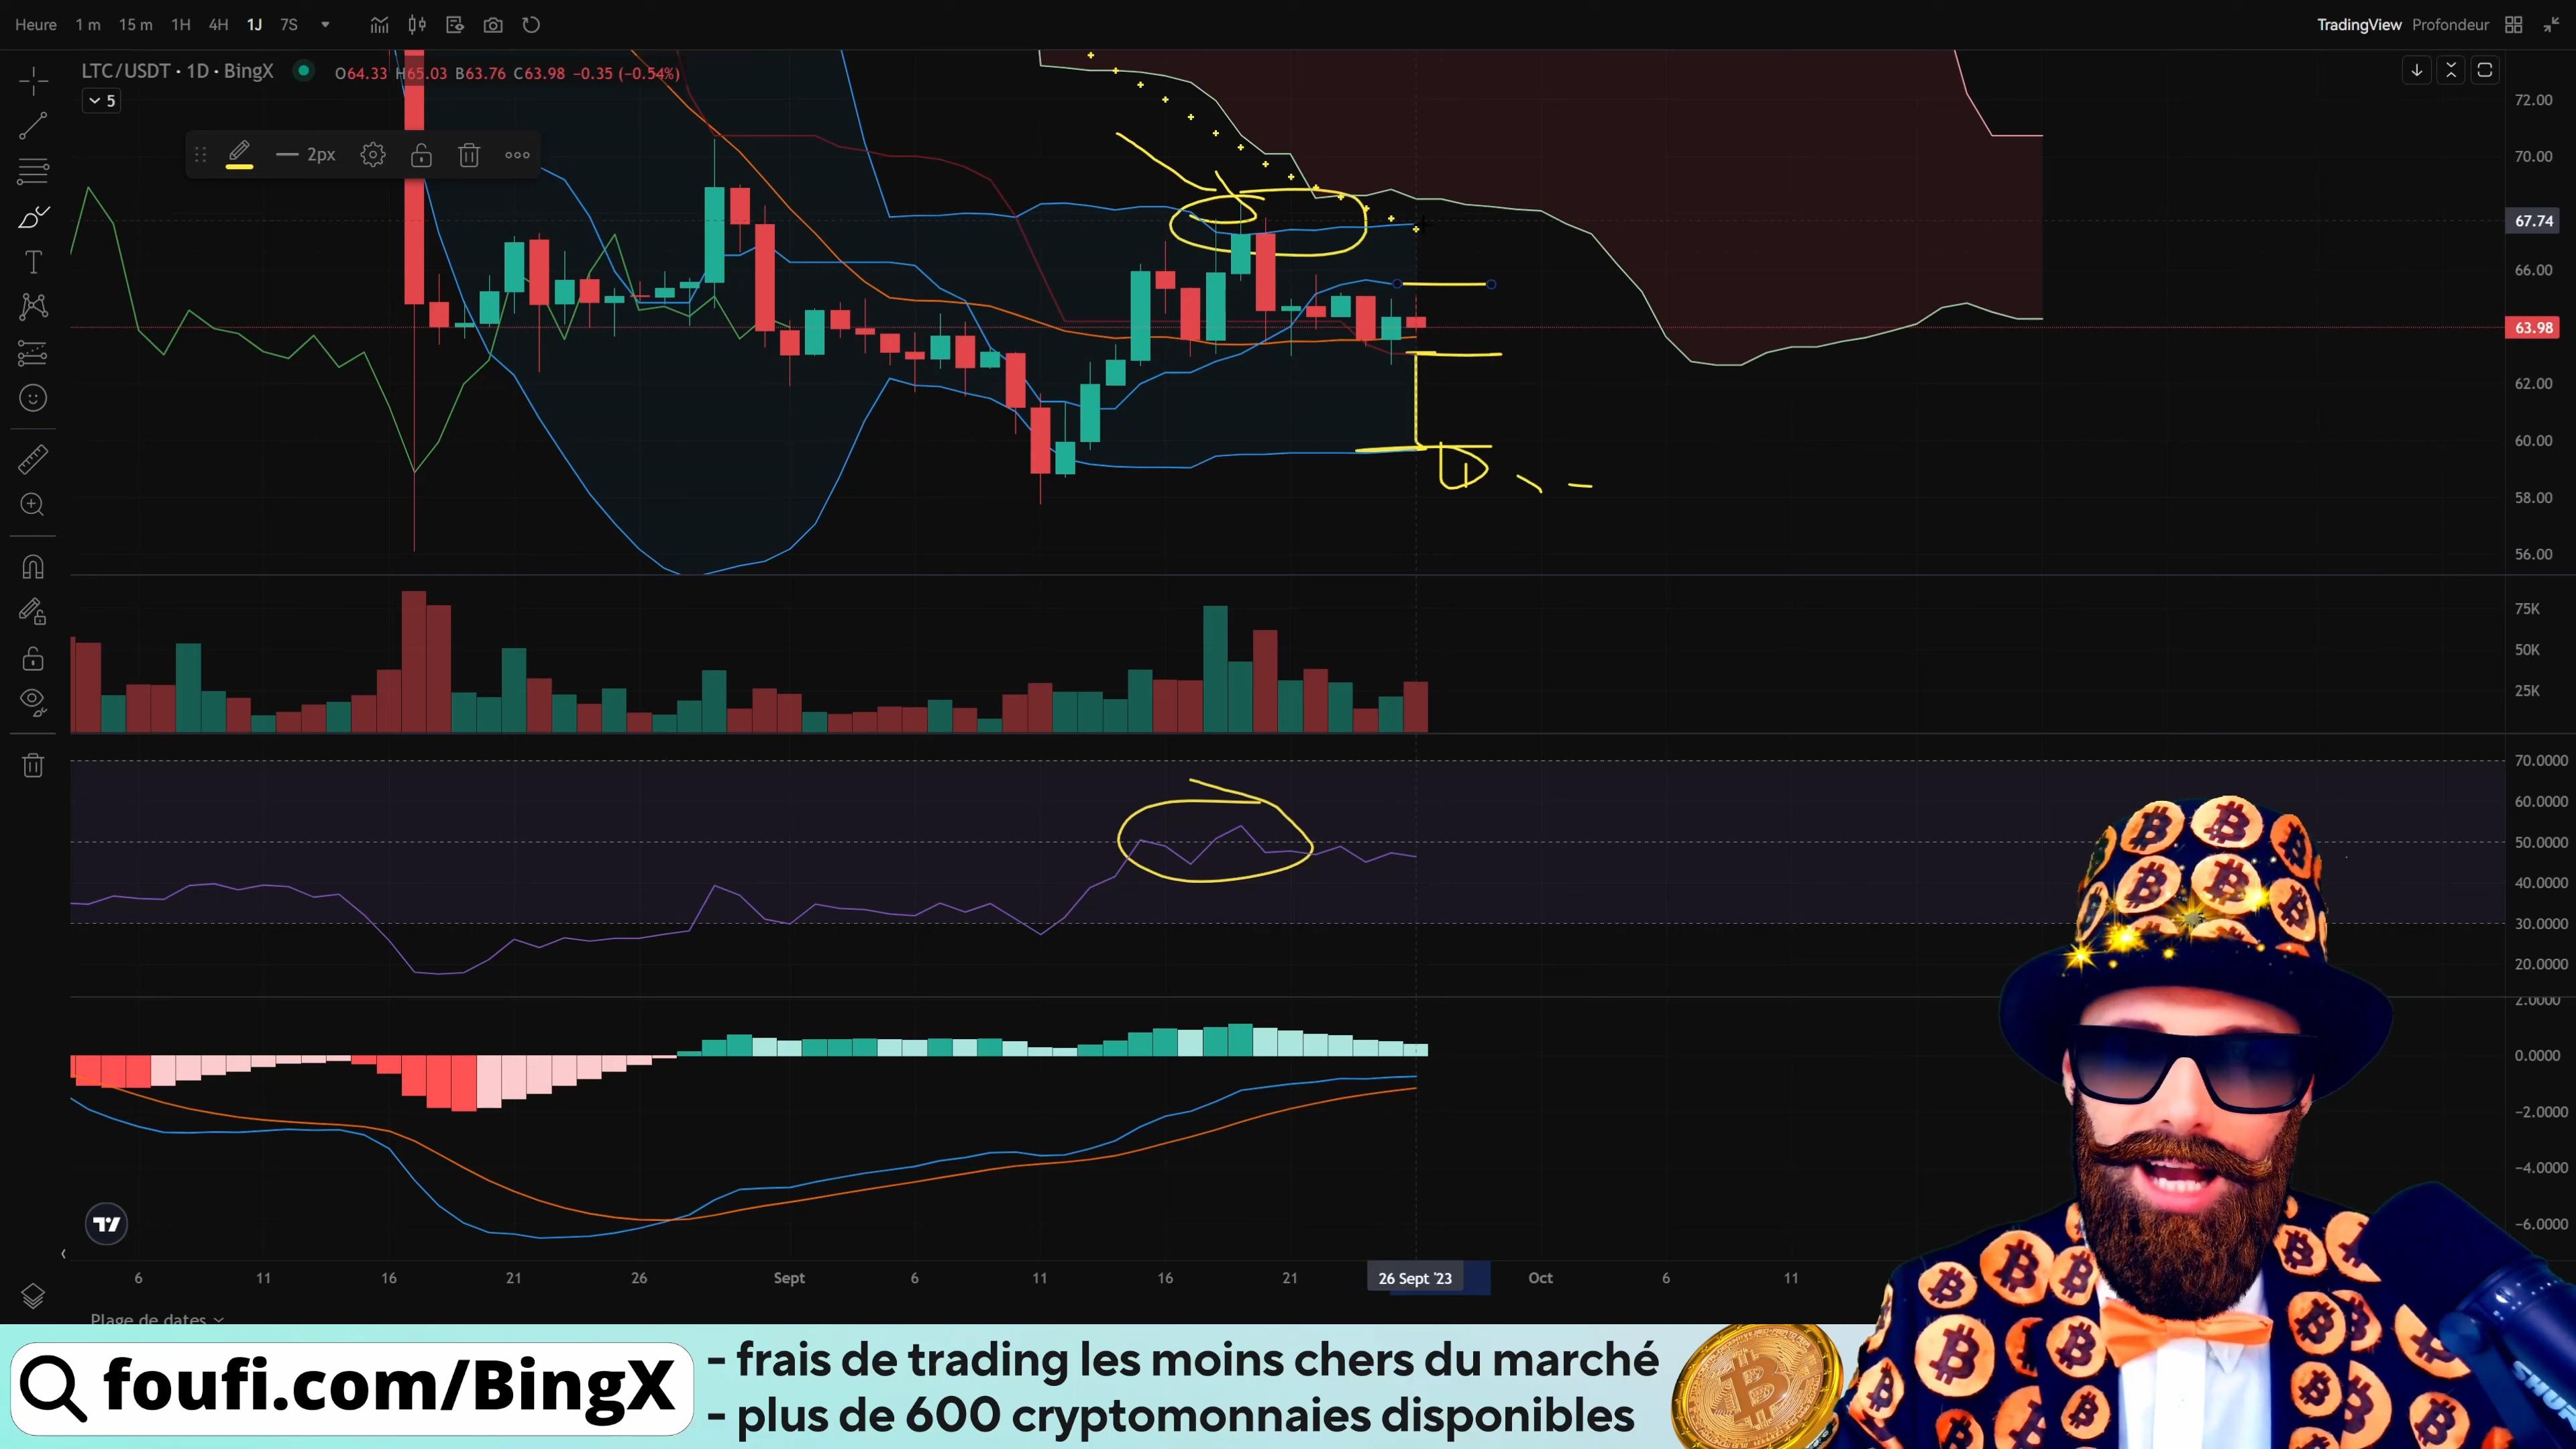 Heure 1 m 15 m 1H 4H 1J 7S TradingView Profondeur
LTC/USDT · 1D · BingX O64.33 H65.03 B63.76 C63.98 −0.35 (−0.54%)
5
2px
72.00
70.00
67.74
66.00
63.98
62.00
60.00
58.00
56.00
75K
50K
25K
70.0000
60.0000
50.0000
40.0000
30.0000
20.0000
2.0000
0.0000
−2.0000
−4.0000
−6.0000
6 11 16 21 26 Sept 6 11 16 21 26 Sept '23 Oct 6 11
Plage de dates
foufi.com/BingX
- frais de trading les moins chers du marché
- plus de 600 cryptomonnaies disponibles